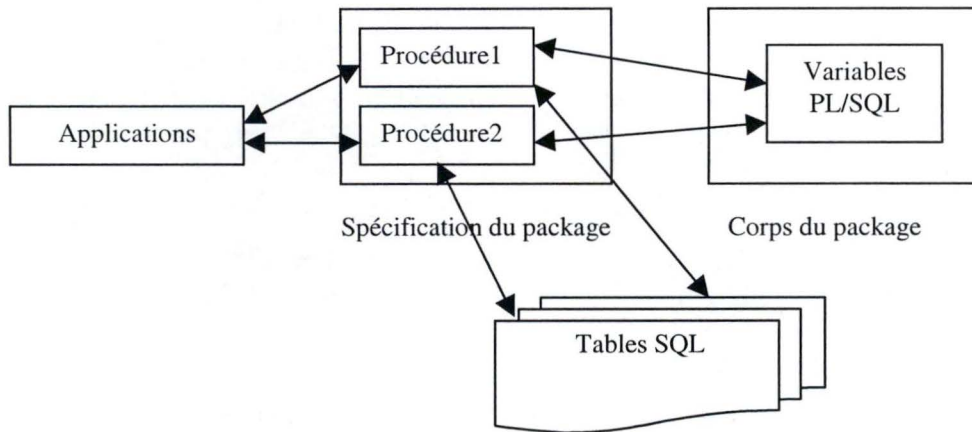 Procédure1
Variables
PL/SQL
Applications
Procédure2
Spécification du package
Corps du package
Tables SQL